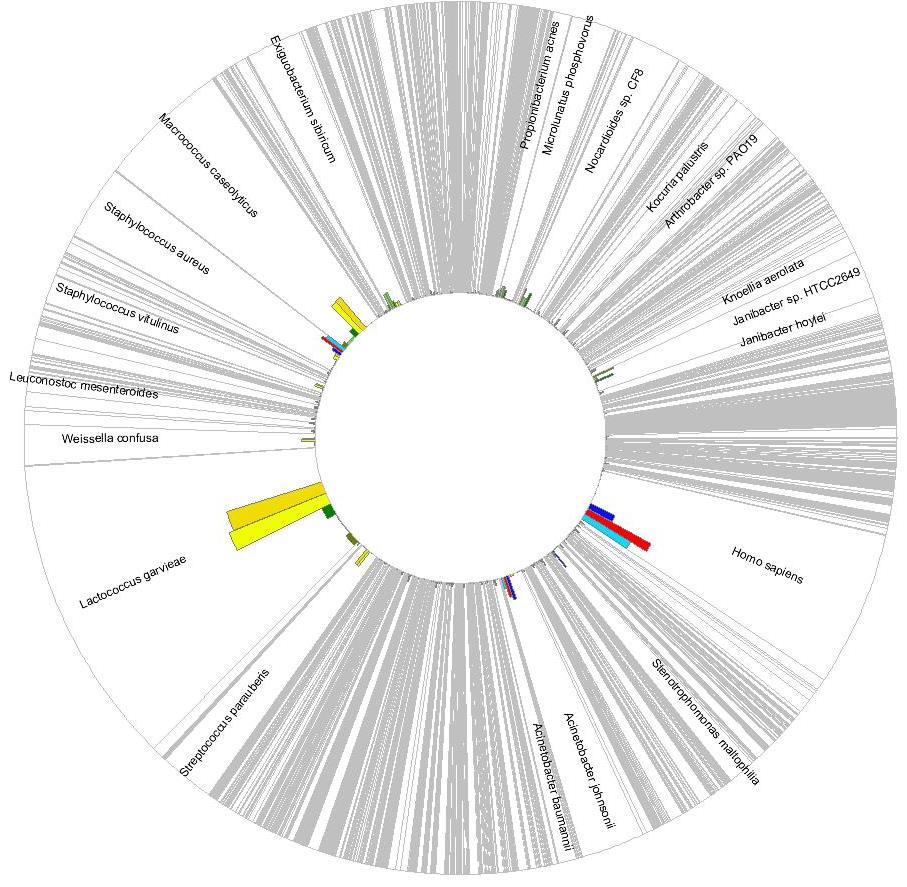 Propionibacterium acnes
Microlunatus phosphovorus
Nocardioides sp. CF8
Kocuria palustris
Arthrobacter sp. PAO19
Knoellia aerolata
Janibacter sp. HTCC2649
Janibacter hoylei
Homo sapiens
Stenotrophomonas maltophilia
Acinetobacter johnsonii
Acinetobacter baumannii
Streptococcus parauberis
Lactococcus garvieae
Weissella confusa
Leuconostoc mesenteroides
Staphylococcus vitulinus
Staphylococcus aureus
Macrococcus caseolyticus
Exiguobacterium sibiricum